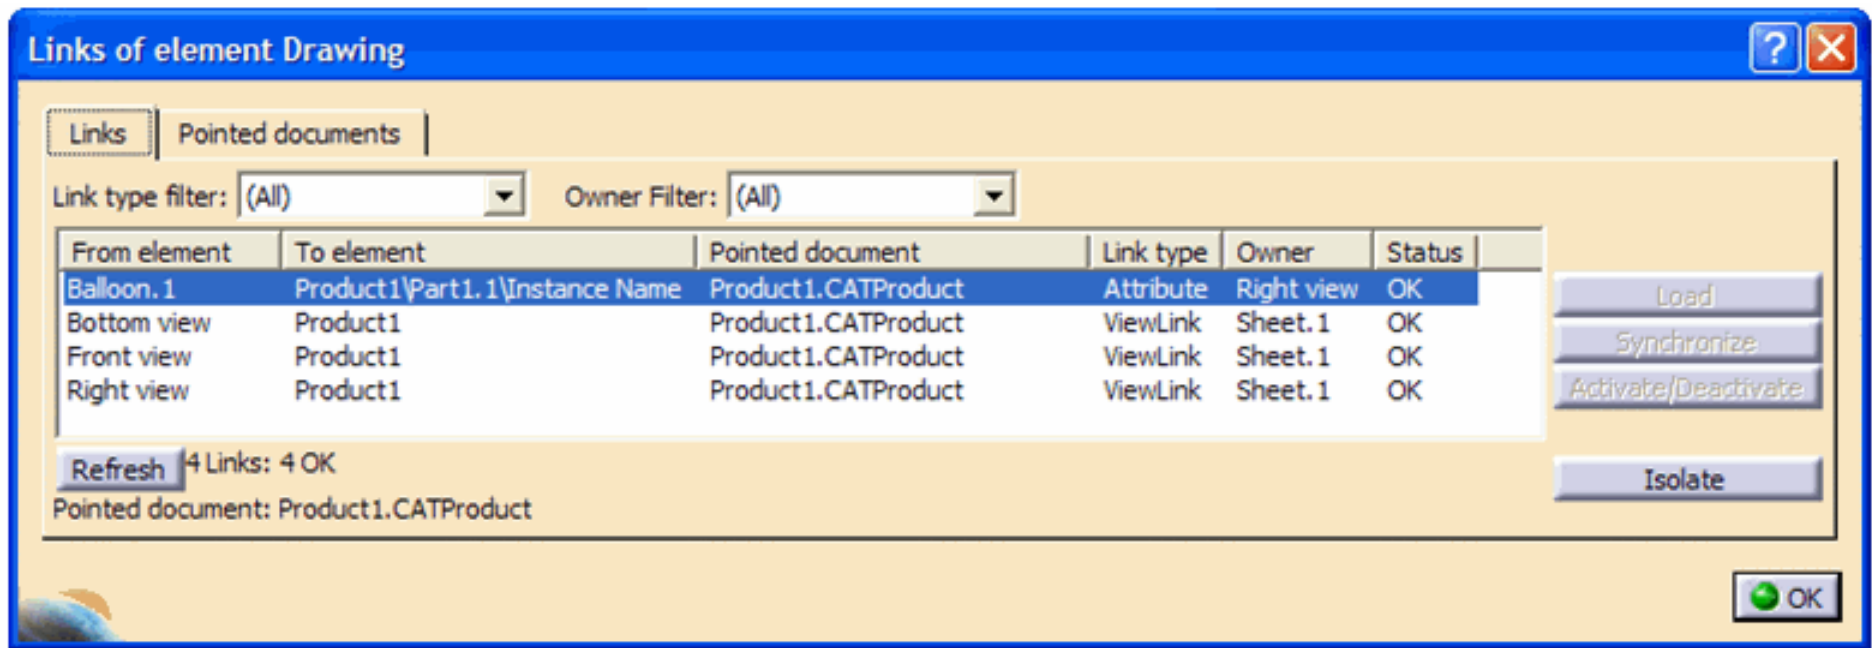 Links of element Drawing
Links Pointed documents
Link type filter: (All) Owner Filter: (All)
From element To element Pointed document Link type Owner Status
Balloon.1 Product1\Part1.1\Instance Name Product1.CATProduct Attribute Right view OK
Bottom view Product1 Product1.CATProduct ViewLink Sheet.1 OK
Front view Product1 Product1.CATProduct ViewLink Sheet.1 OK
Right view Product1 Product1.CATProduct ViewLink Sheet.1 OK
Load
Synchronize
Activate/Deactivate
Refresh 4 Links: 4 OK
Isolate
Pointed document: Product1.CATProduct
OK